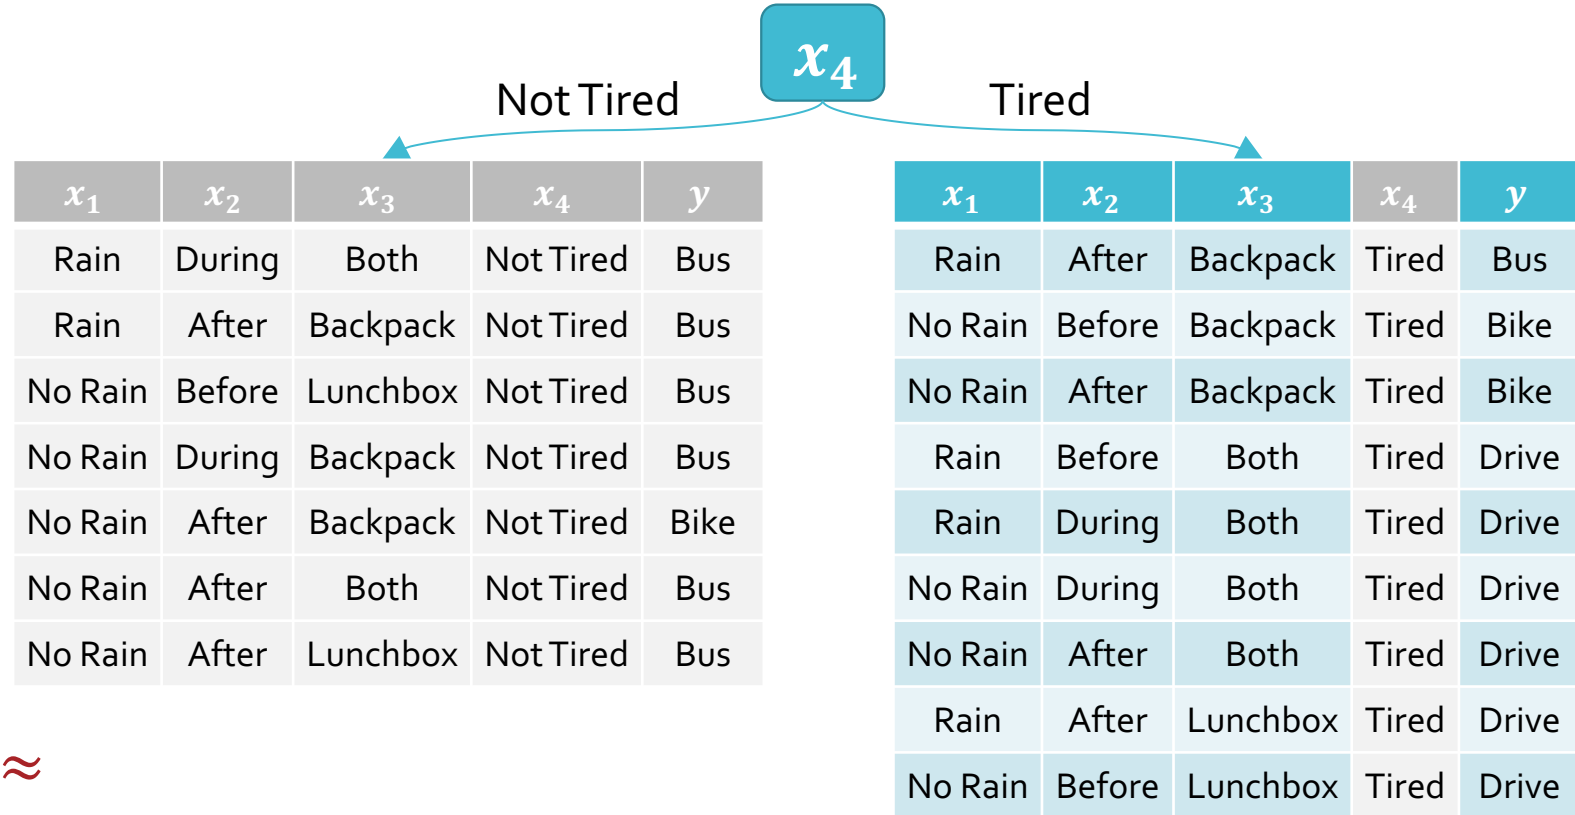 x₄
Not Tired Tired
x₁ x₂ x₃ x₄ y
Rain During Both Not Tired Bus
Rain After Backpack Not Tired Bus
No Rain Before Lunchbox Not Tired Bus
No Rain During Backpack Not Tired Bus
No Rain After Backpack Not Tired Bike
No Rain After Both Not Tired Bus
No Rain After Lunchbox Not Tired Bus
≈
x₁ x₂ x₃ x₄ y
Rain After Backpack Tired Bus
No Rain Before Backpack Tired Bike
No Rain After Backpack Tired Bike
Rain Before Both Tired Drive
Rain During Both Tired Drive
No Rain During Both Tired Drive
No Rain After Both Tired Drive
Rain After Lunchbox Tired Drive
No Rain Before Lunchbox Tired Drive